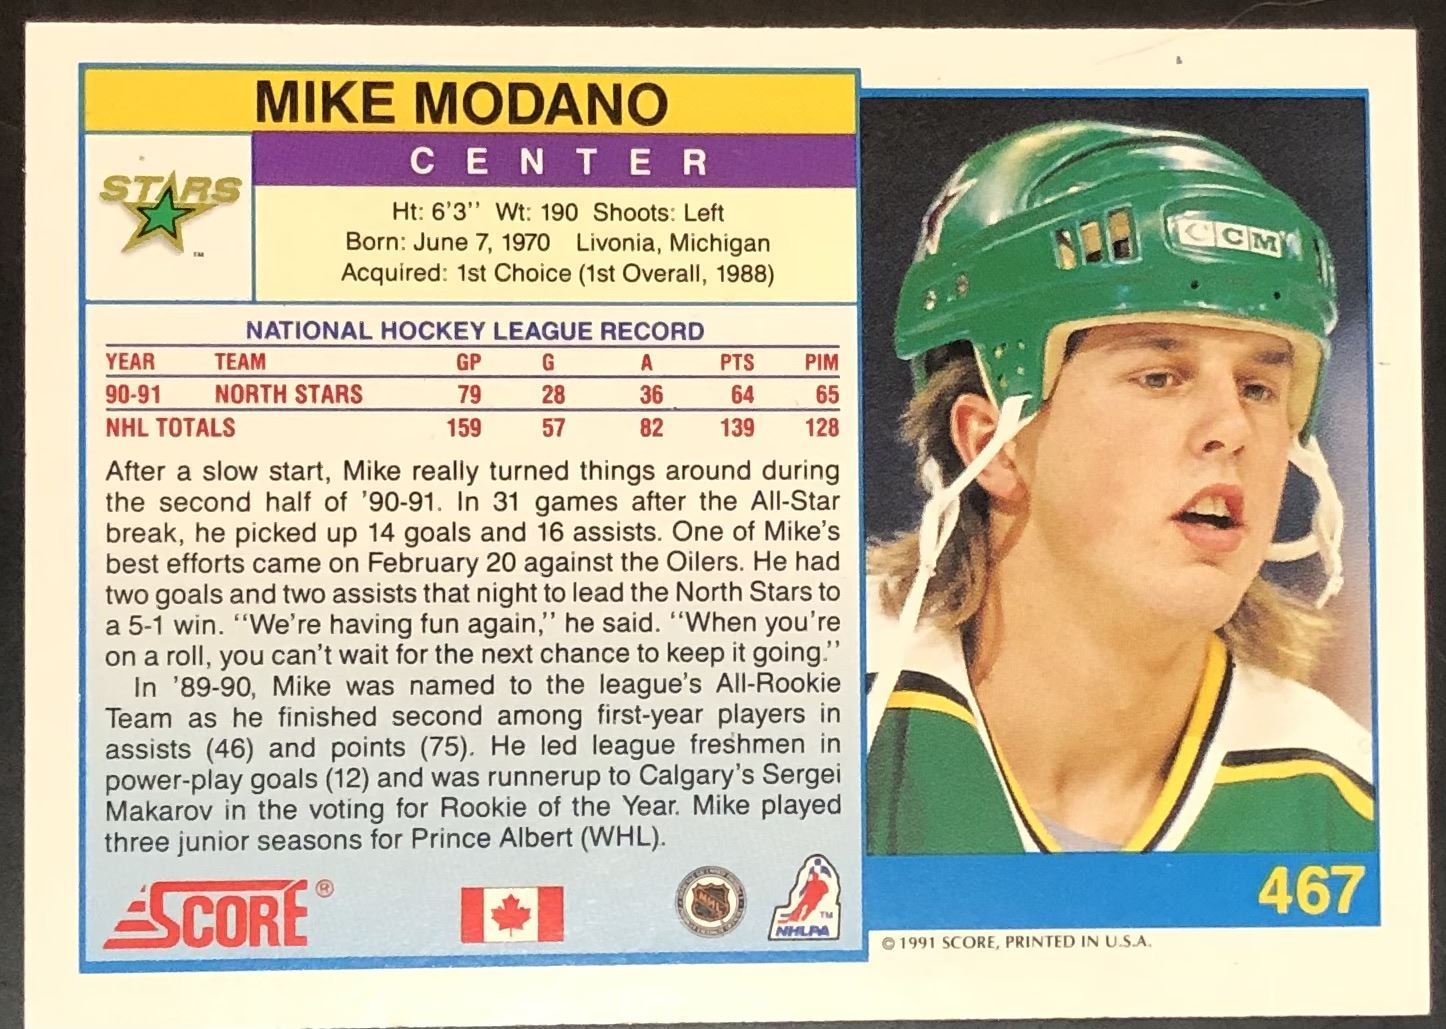 MIKE MODANO
CENTER
STARS
TM
Ht: 6'3'' Wt: 190 Shoots: Left
Born: June 7, 1970 Livonia, Michigan
Acquired: 1st Choice (1st Overall, 1988)
CCM
NATIONAL HOCKEY LEAGUE RECORD
YEAR TEAM GP G A PTS PIM
90-91 NORTH STARS 79 28 36 64 65
NHL TOTALS 159 57 82 139 128
After a slow start, Mike really turned things around during
the second half of '90-91. In 31 games after the All-Star
break, he picked up 14 goals and 16 assists. One of Mike's
best efforts came on February 20 against the Oilers. He had
two goals and two assists that night to lead the North Stars to
a 5-1 win. ''We're having fun again,'' he said. ''When you're
on a roll, you can't wait for the next chance to keep it going.''
In '89-90, Mike was named to the league's All-Rookie
Team as he finished second among first-year players in
assists (46) and points (75). He led league freshmen in
power-play goals (12) and was runnerup to Calgary's Sergei
Makarov in the voting for Rookie of the Year. Mike played
three junior seasons for Prince Albert (WHL).
SCORE®
NHL
TM
NHLPA
467
© 1991 SCORE, PRINTED IN U.S.A.